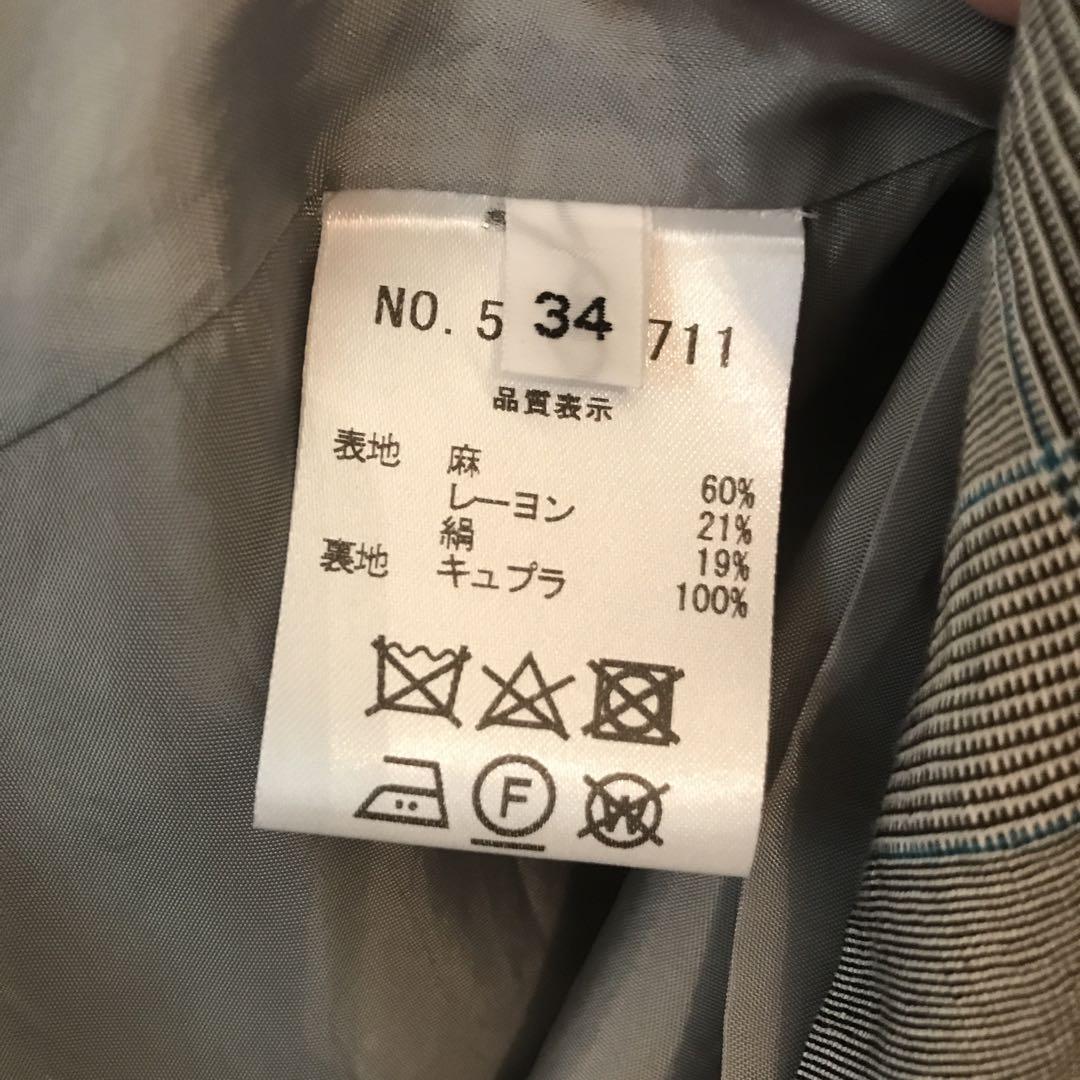 NO. 5 711
34
品質表示
表地 麻 60%
レーヨン 21%
絹 19%
裏地 キュプラ 100%
F W